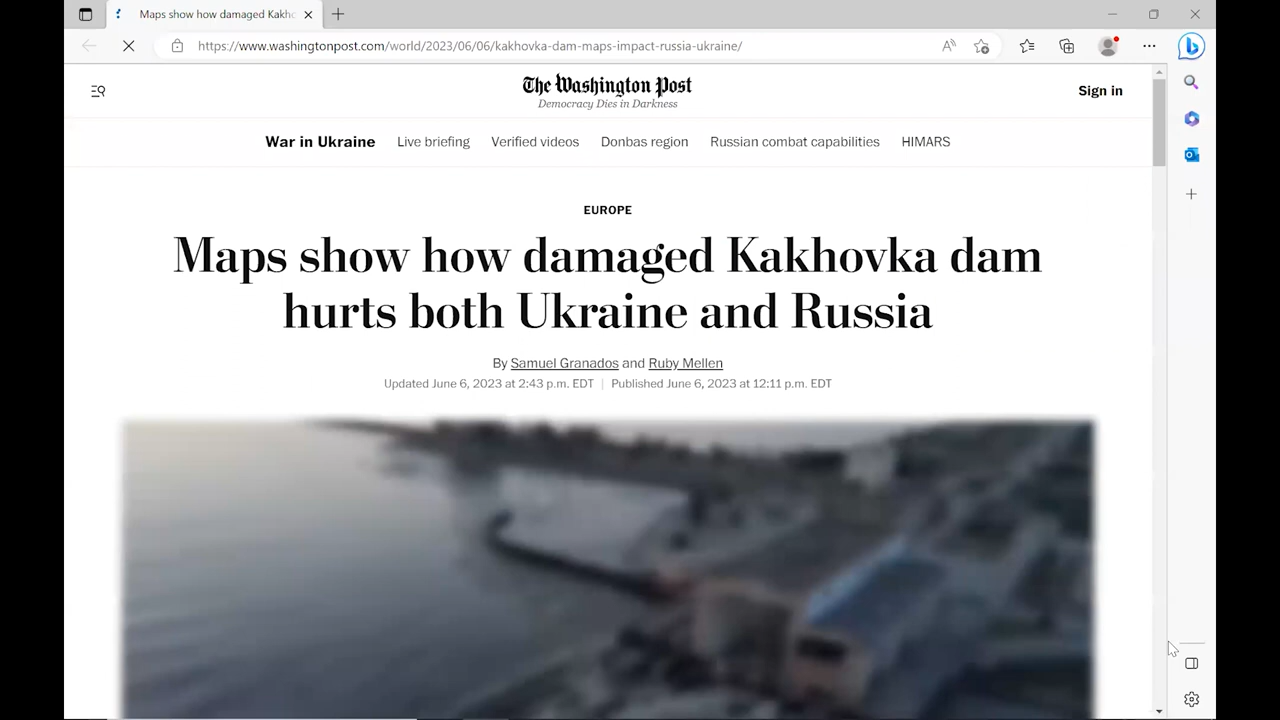 Maps show how damaged Kakho
https://www.washingtonpost.com/world/2023/06/06/kakhovka-dam-maps-impact-russia-ukraine/
The Washington Post
Democracy Dies in Darkness
Sign in
War in Ukraine Live briefing Verified videos Donbas region Russian combat capabilities HIMARS
EUROPE
Maps show how damaged Kakhovka dam
hurts both Ukraine and Russia
By Samuel Granados and Ruby Mellen
Updated June 6, 2023 at 2:43 p.m. EDT | Published June 6, 2023 at 12:11 p.m. EDT